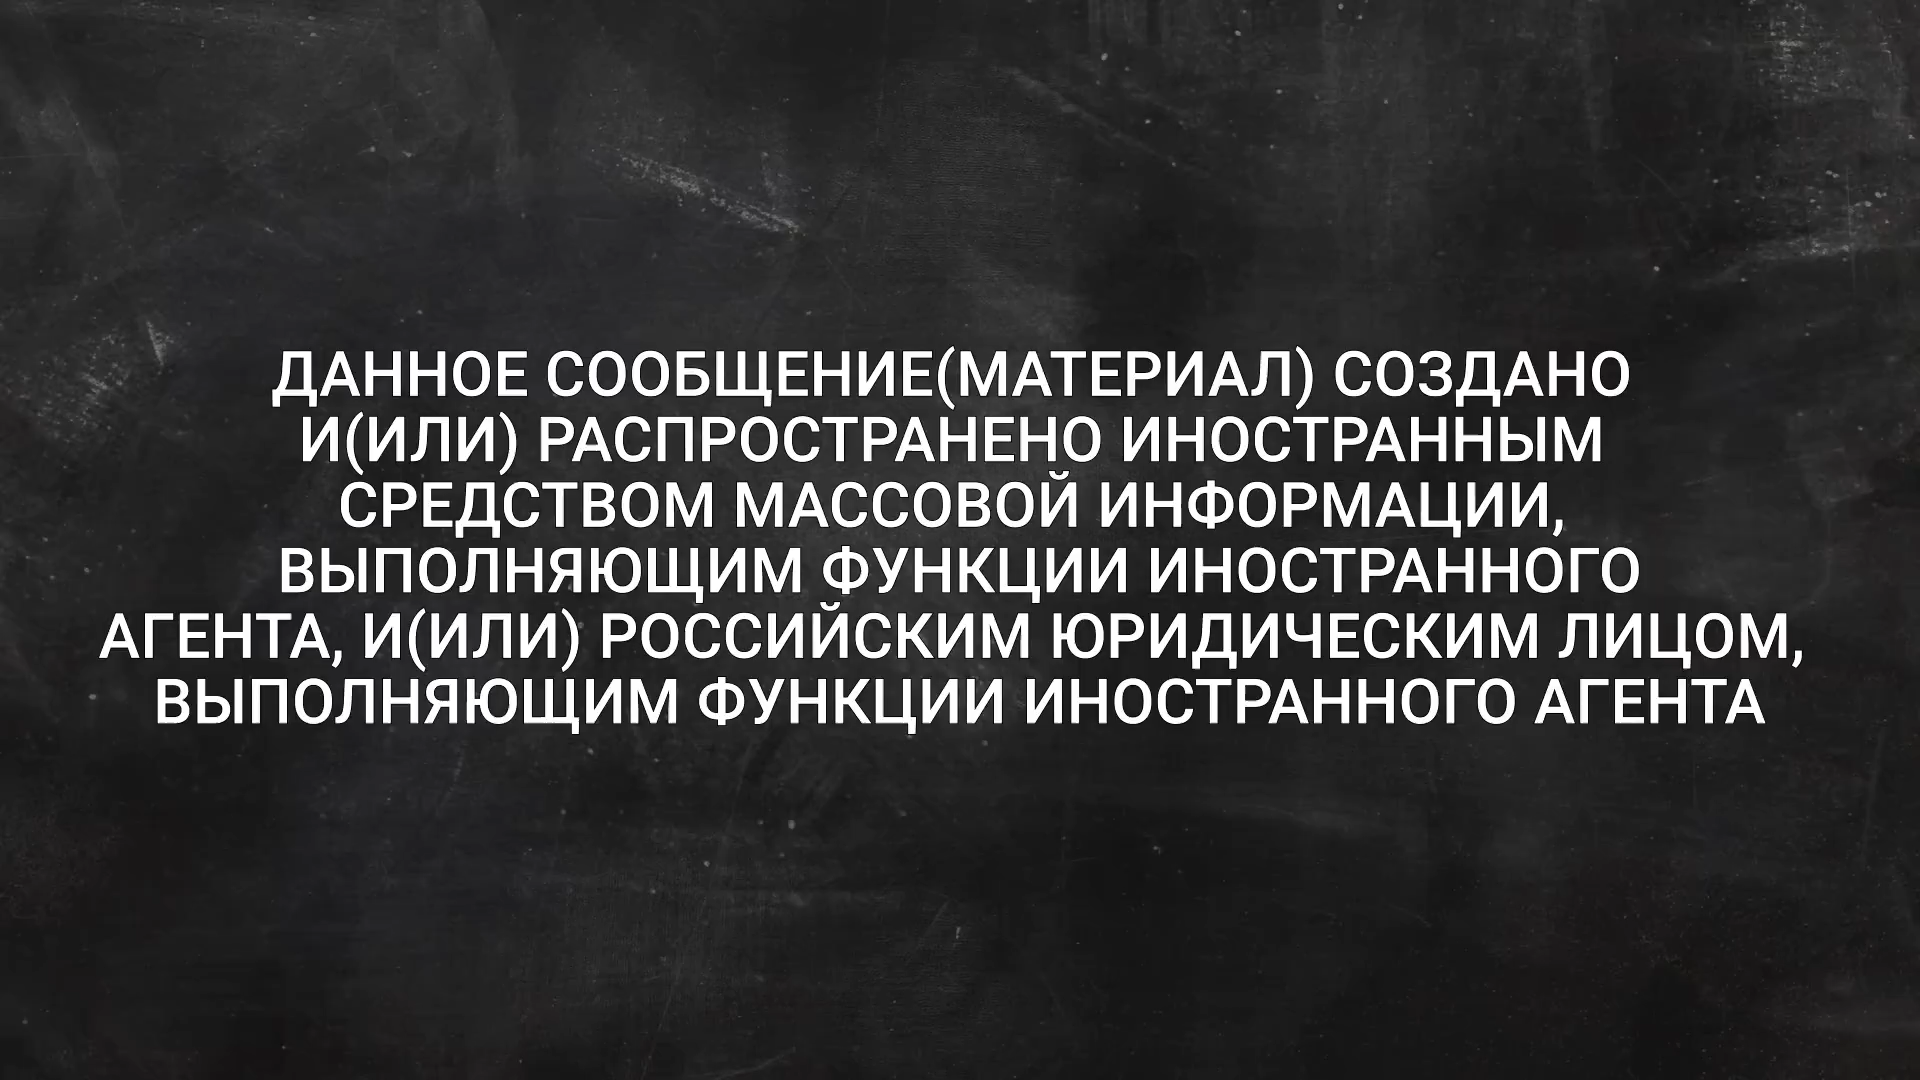 ДАННОЕ СООБЩЕНИЕ(МАТЕРИАЛ) СОЗДАНО
И(ИЛИ) РАСПРОСТРАНЕНО ИНОСТРАННЫМ
СРЕДСТВОМ МАССОВОЙ ИНФОРМАЦИИ,
ВЫПОЛНЯЮЩИМ ФУНКЦИИ ИНОСТРАННОГО
АГЕНТА, И(ИЛИ) РОССИЙСКИМ ЮРИДИЧЕСКИМ ЛИЦОМ,
ВЫПОЛНЯЮЩИМ ФУНКЦИИ ИНОСТРАННОГО АГЕНТА